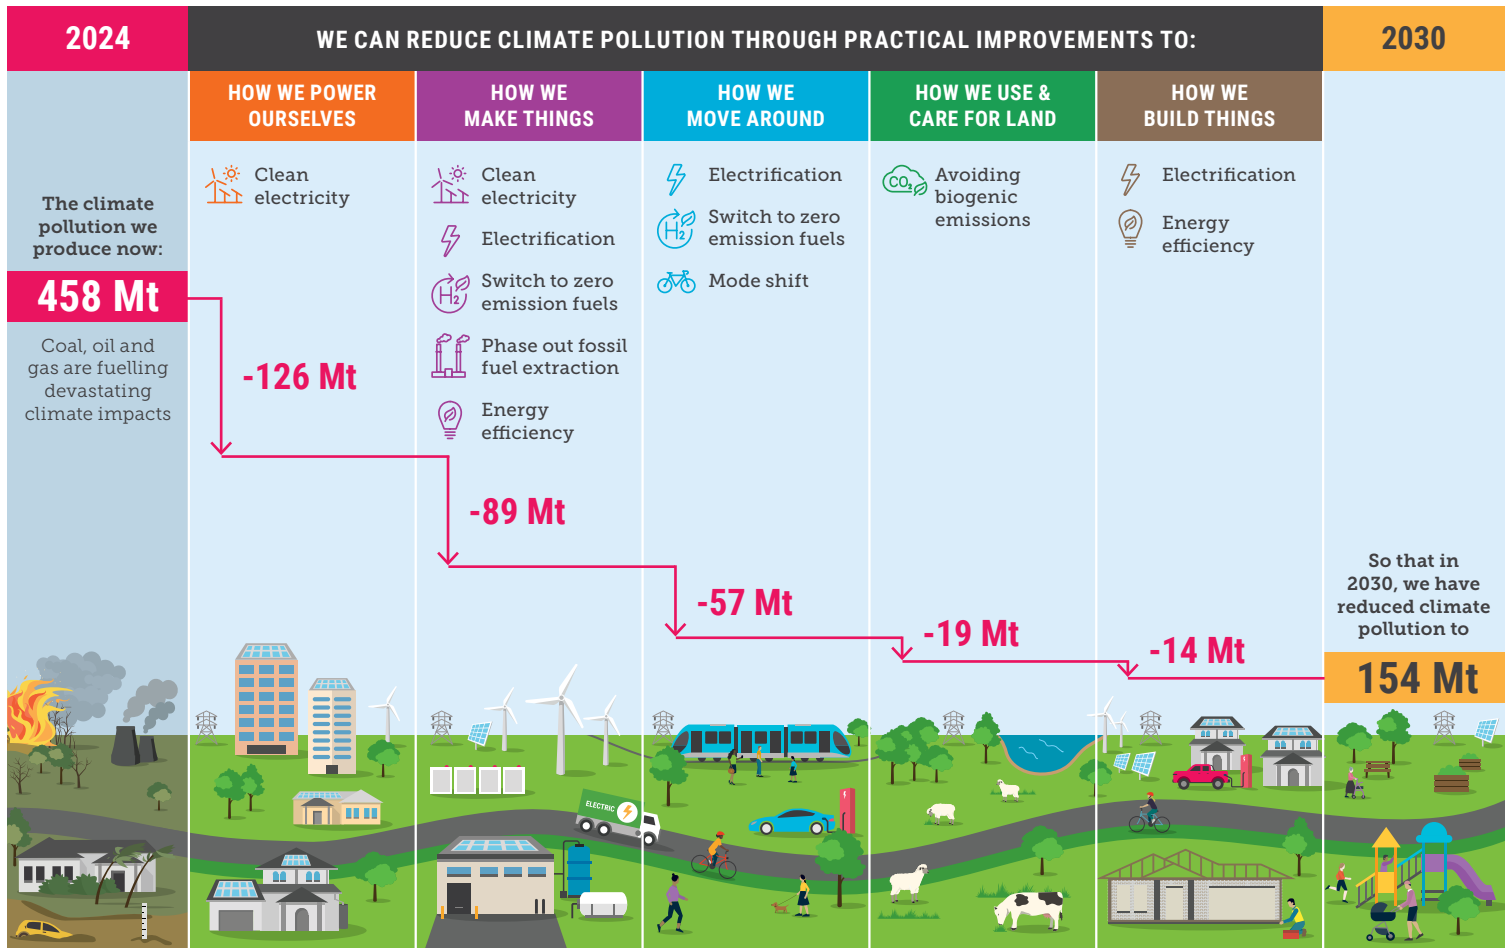 2024
WE CAN REDUCE CLIMATE POLLUTION THROUGH PRACTICAL IMPROVEMENTS TO:
2030
The climate
pollution we
produce now:
458 Mt
Coal, oil and
gas are fuelling
devastating
climate impacts
HOW WE POWER
OURSELVES
Clean
electricity
-126 Mt
HOW WE
MAKE THINGS
Clean
electricity
Electrification
H2
Switch to zero
emission fuels
Phase out fossil
fuel extraction
Energy
efficiency
-89 Mt
HOW WE
MOVE AROUND
Electrification
H2
Switch to zero
emission fuels
Mode shift
-57 Mt
HOW WE USE &
CARE FOR LAND
CO2
Avoiding
biogenic
emissions
-19 Mt
HOW WE
BUILD THINGS
Electrification
Energy
efficiency
-14 Mt
So that in
2030, we have
reduced climate
pollution to
154 Mt
ELECTRIC